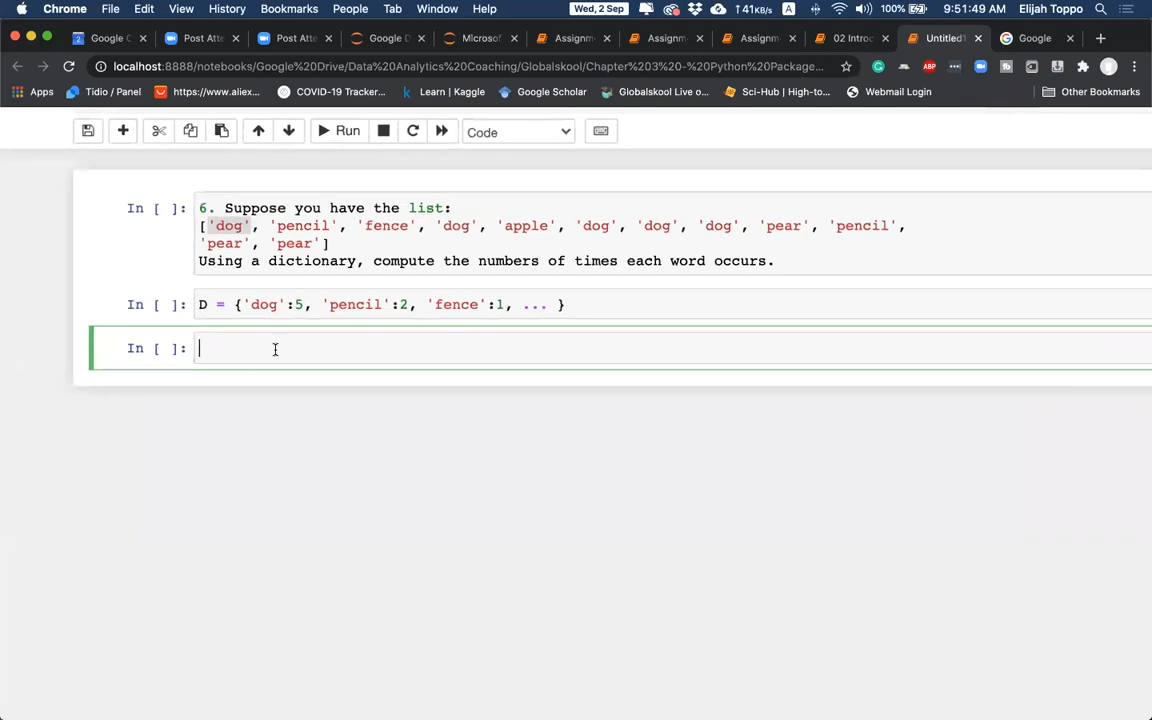 Chrome File Edit View History Bookmarks People Tab Window Help Wed, 2 Sep 41KB/s A 100% 9:51:49 AM Elijah Toppo
Google C Post Atte Post Atte Google D Microsof Assignm Assignm Assignm 02 Introd Untitled1 Google
localhost:8888/notebooks/Google%20Drive/Data%20Analytics%20Coaching/Globalskool/Chapter%203%20-%20Python%20Package...
Apps Tidio / Panel https://www.aliex... COVID-19 Tracker... Learn | Kaggle Google Scholar Globalskool Live o... Sci-Hub | High-to... Webmail Login Other Bookmarks
Run Code
In [ ]: 6. Suppose you have the list:
['dog', 'pencil', 'fence', 'dog', 'apple', 'dog', 'dog', 'dog', 'pear', 'pencil',
'pear', 'pear']
Using a dictionary, compute the numbers of times each word occurs.
In [ ]: D = {'dog':5, 'pencil':2, 'fence':1, ... }
In [ ]: